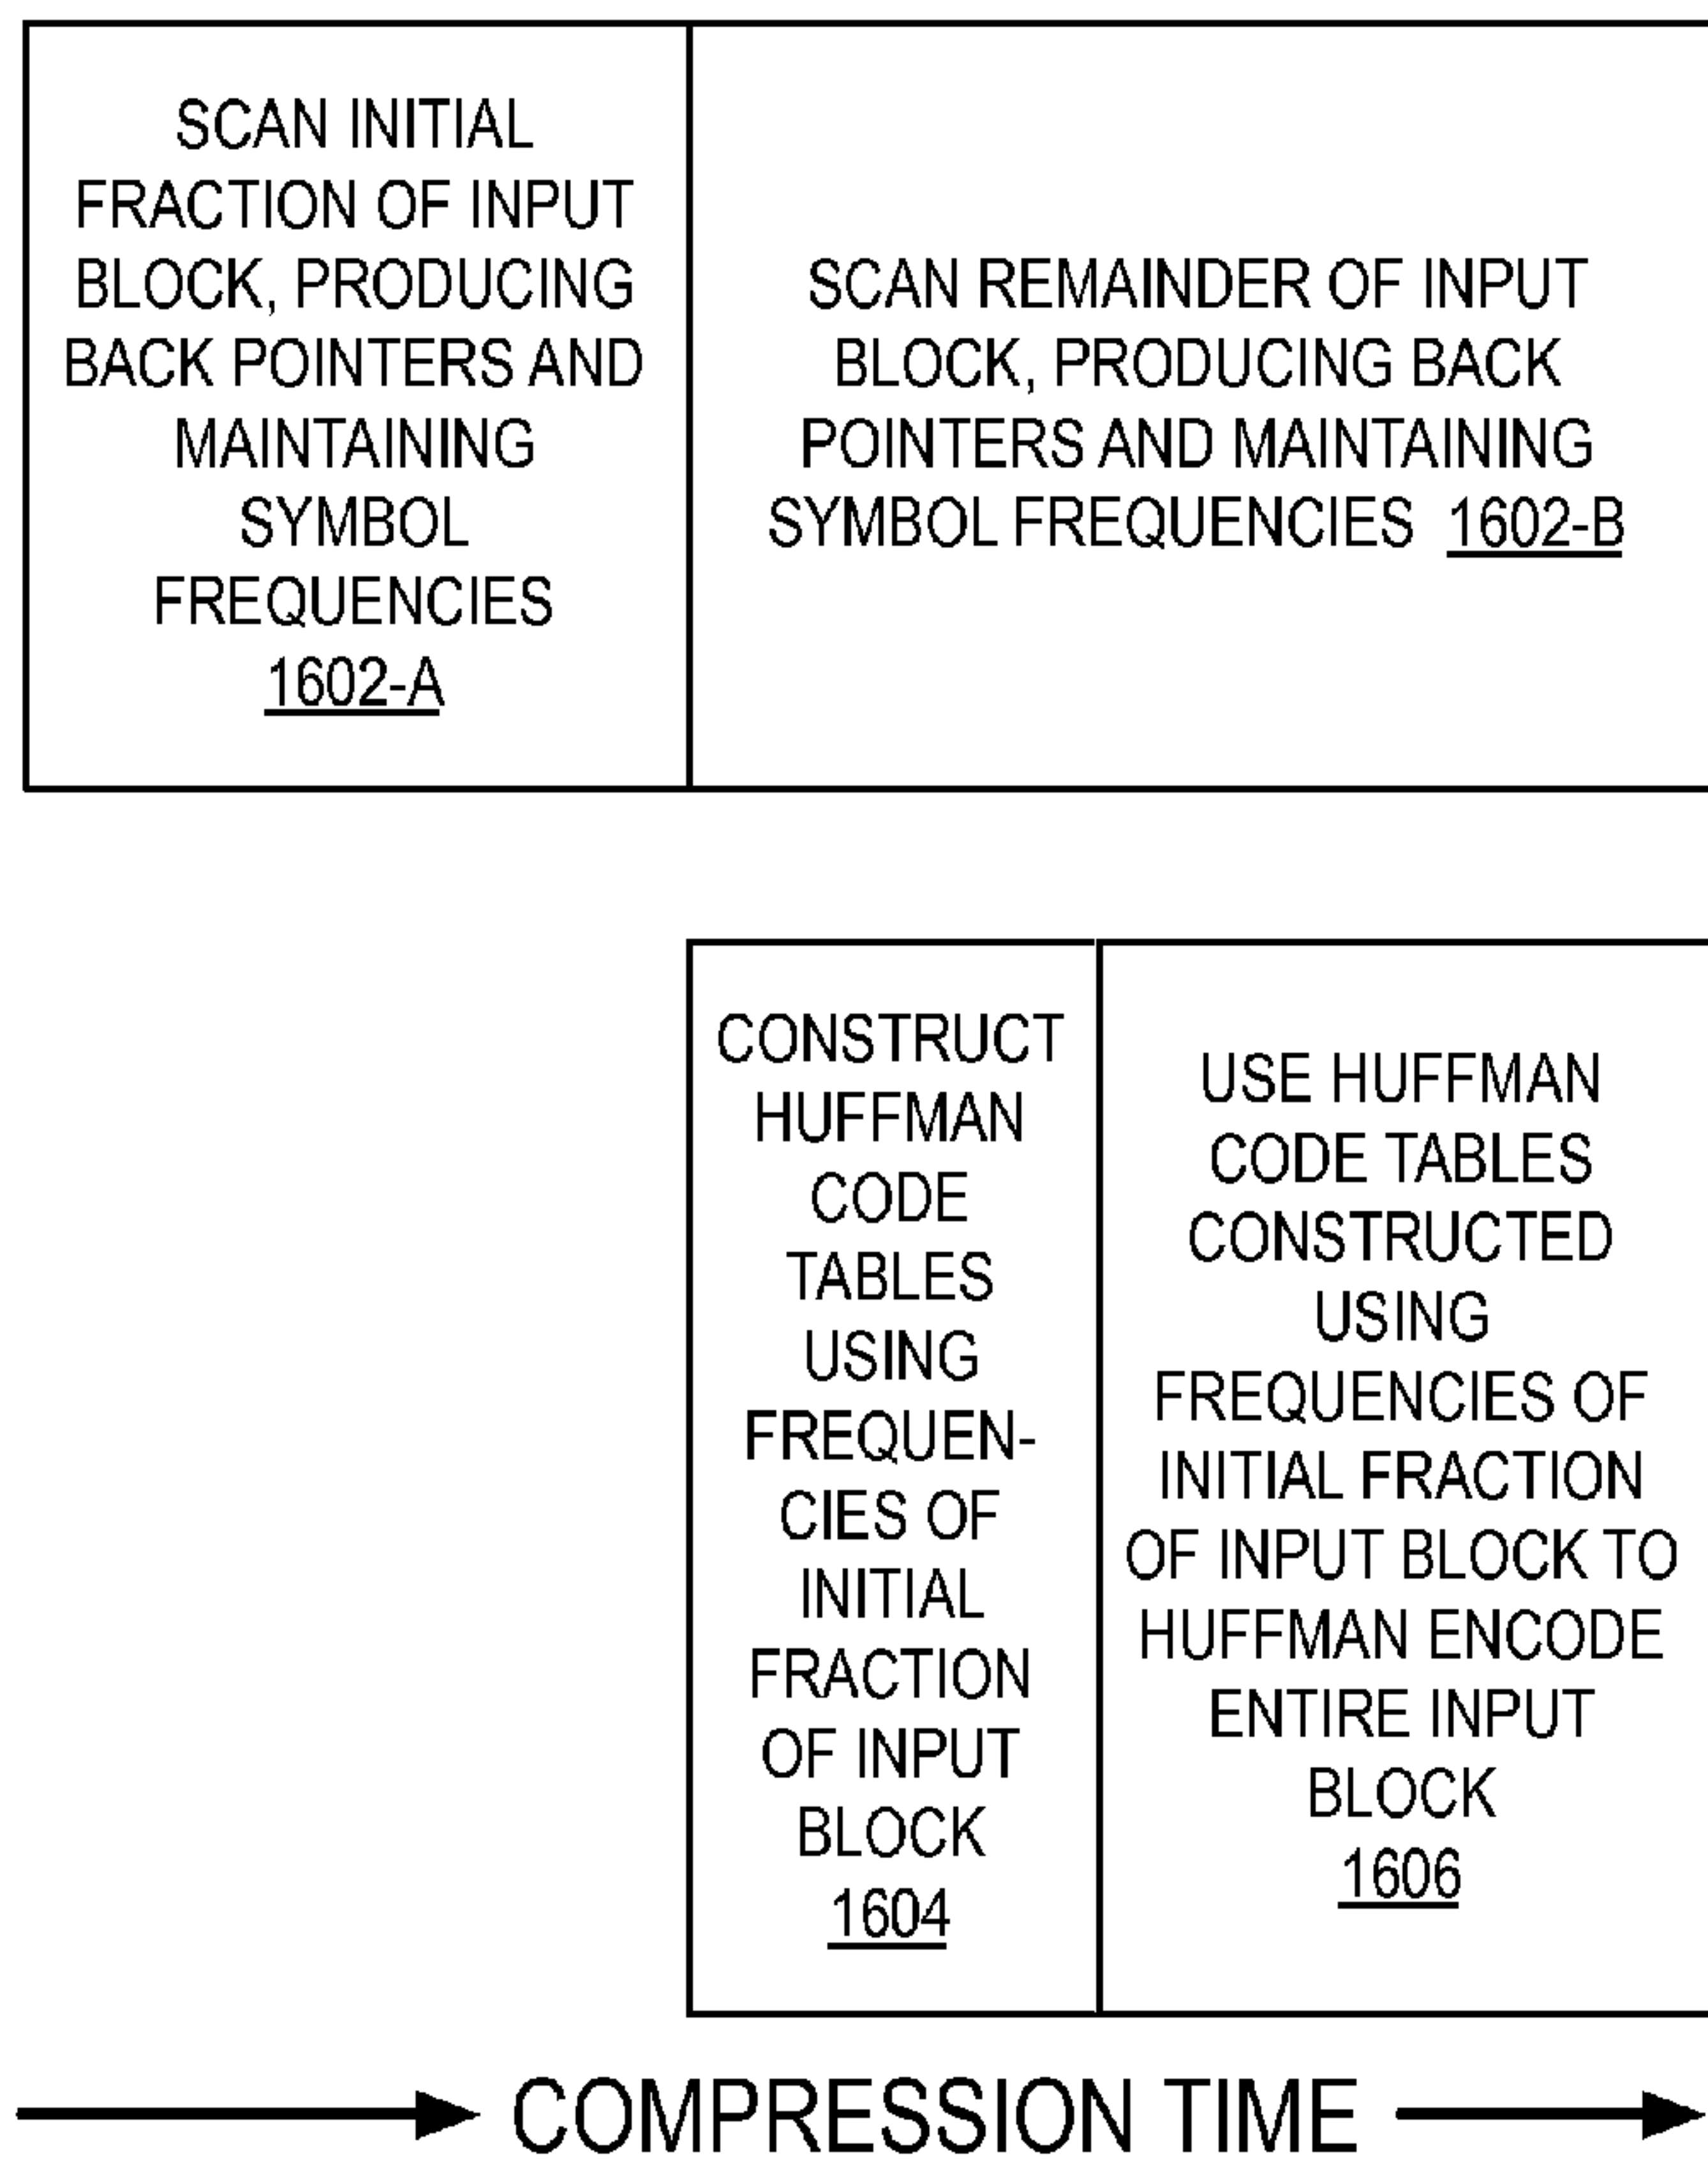 SCAN INITIAL
FRACTION OF INPUT
BLOCK, PRODUCING
BACK POINTERS AND
MAINTAINING
SYMBOL
FREQUENCIES
1602-A
SCAN REMAINDER OF INPUT
BLOCK, PRODUCING BACK
POINTERS AND MAINTAINING
SYMBOL FREQUENCIES 1602-B
CONSTRUCT
HUFFMAN
CODE
TABLES
USING
FREQUEN-
CIES OF
INITIAL
FRACTION
OF INPUT
BLOCK
1604
USE HUFFMAN
CODE TABLES
CONSTRUCTED
USING
FREQUENCIES OF
INITIAL FRACTION
OF INPUT BLOCK TO
HUFFMAN ENCODE
ENTIRE INPUT
BLOCK
1606
COMPRESSION TIME